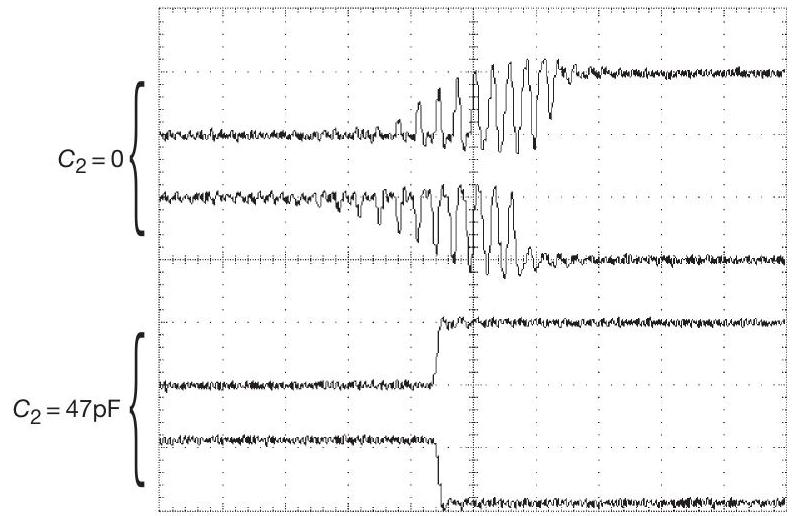 C₂ = 0
C₂ = 47pF